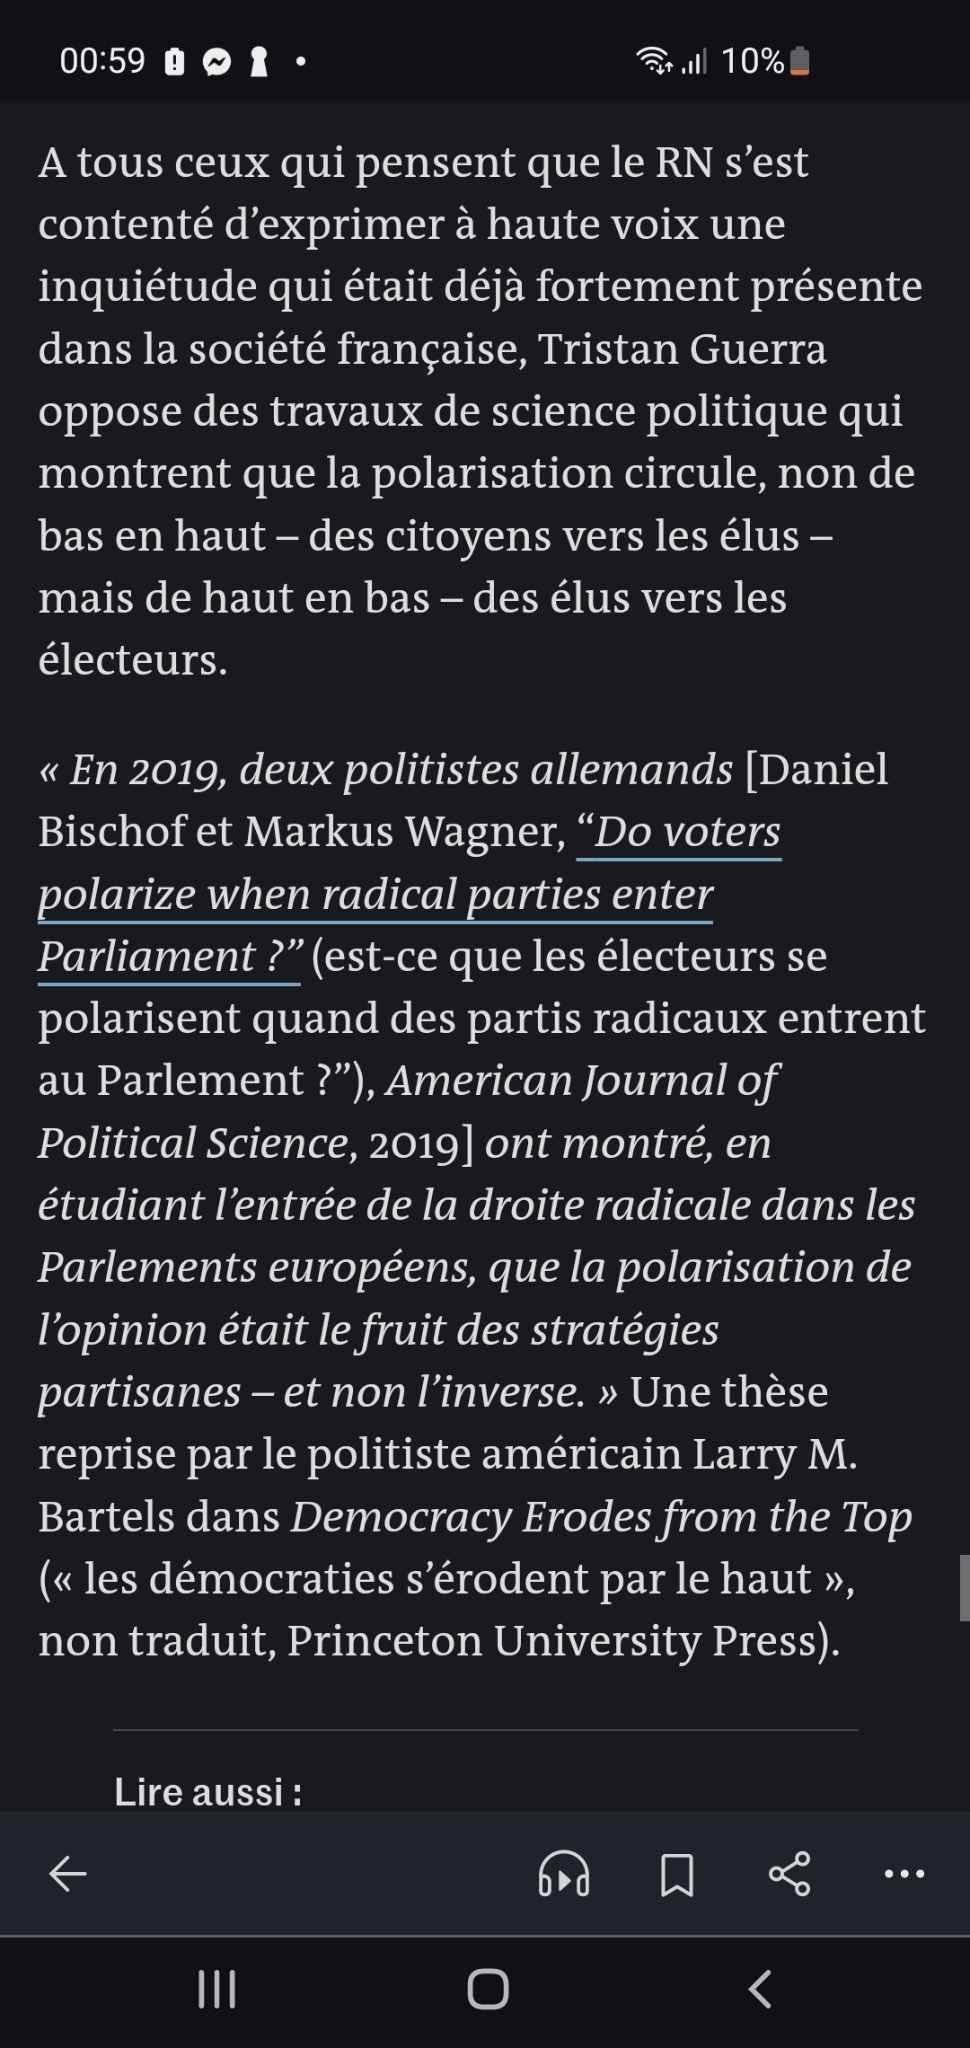 00:59
10%
A tous ceux qui pensent que le RN s’est
contenté d’exprimer à haute voix une
inquiétude qui était déjà fortement présente
dans la société française, Tristan Guerra
oppose des travaux de science politique qui
montrent que la polarisation circule, non de
bas en haut – des citoyens vers les élus –
mais de haut en bas – des élus vers les
électeurs.
« En 2019, deux politistes allemands [Daniel
Bischof et Markus Wagner, “Do voters
polarize when radical parties enter
Parliament ?” (est-ce que les électeurs se
polarisent quand des partis radicaux entrent
au Parlement ?”), American Journal of
Political Science, 2019] ont montré, en
étudiant l’entrée de la droite radicale dans les
Parlements européens, que la polarisation de
l’opinion était le fruit des stratégies
partisanes – et non l’inverse. » Une thèse
reprise par le politiste américain Larry M.
Bartels dans Democracy Erodes from the Top
(« les démocraties s’érodent par le haut »,
non traduit, Princeton University Press).
Lire aussi :